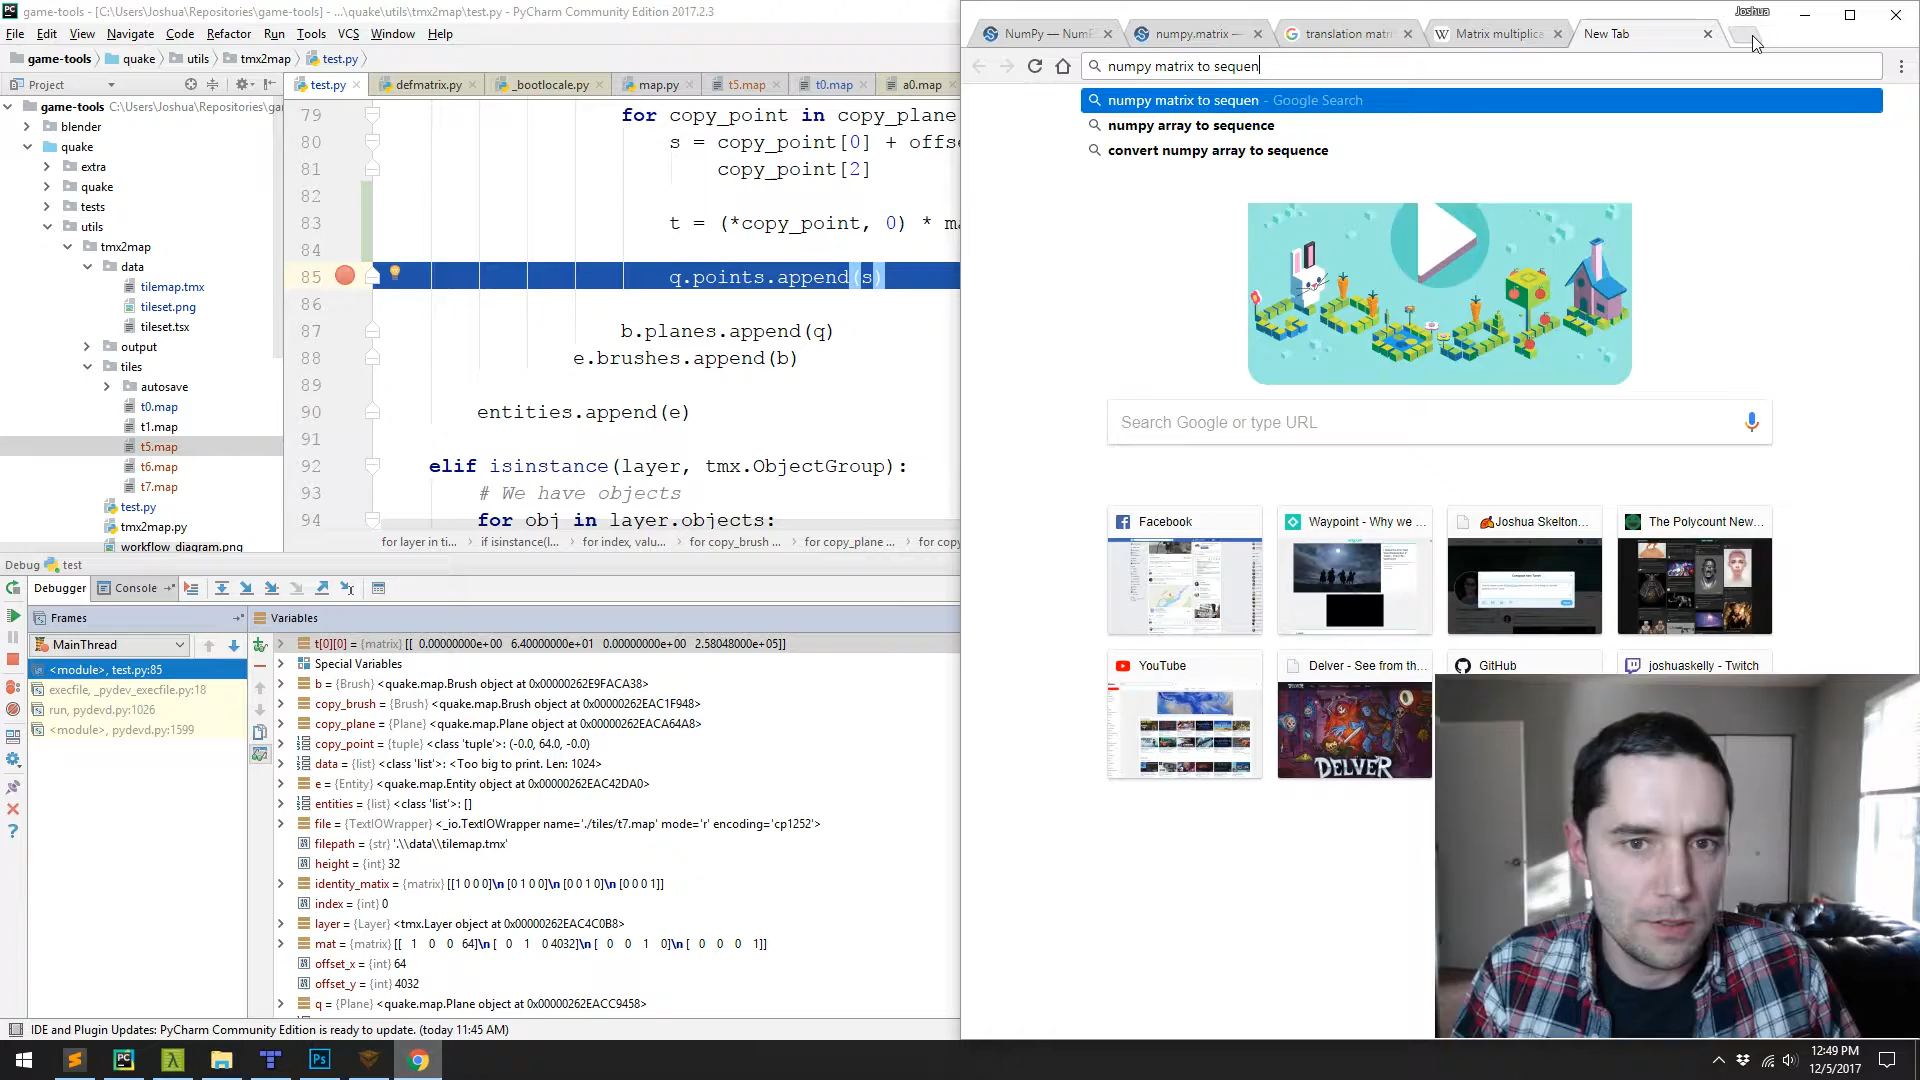 game-tools - [C:\Users\Joshua\Repositories\game-tools] - ...\quake\utils\tmx2map\test.py - PyCharm Community Edition 2017.2.3
File Edit View Navigate Code Refactor Run Tools VCS Window Help
game-tools quake utils tmx2map test.py
Project
test.py defmatrix.py _bootlocale.py map.py t5.map t0.map a0.map
game-tools C:\Users\Joshua\Repositories\game-tools
blender
quake
extra
quake
tests
utils
tmx2map
data
tilemap.tmx
tileset.png
tileset.tsx
output
tiles
autosave
t0.map
t1.map
t5.map
t6.map
t7.map
test.py
tmx2map.py
workflow_diagram.png
79 for copy_point in copy_plane
80 s = copy_point[0] + offs
81 copy_point[2]
82
83 t = (*copy_point, 0) * ma
84
85 q.points.append(s)
86
87 b.planes.append(q)
88 e.brushes.append(b)
89
90 entities.append(e)
91
92 elif isinstance(layer, tmx.ObjectGroup):
93 # We have objects
94 for obj in layer.objects:
for layer in ti... if isinstance(l... for index, valu... for copy_brush ... for copy_plane ... for copy
Debug test
Debugger Console
Frames
MainThread
<module>, test.py:85
execfile, _pydev_execfile.py:18
run, pydevd.py:1026
<module>, pydevd.py:1599
Variables
t[0][0] = {matrix} [[ 0.00000000e+00 6.40000000e+01 0.00000000e+00 2.58048000e+05]]
Special Variables
b = {Brush} <quake.map.Brush object at 0x00000262E9FACA38>
copy_brush = {Brush} <quake.map.Brush object at 0x00000262EAC1F948>
copy_plane = {Plane} <quake.map.Plane object at 0x00000262EACA64A8>
copy_point = {tuple} <class 'tuple'>: (-0.0, 64.0, -0.0)
data = {list} <class 'list'>: <Too big to print. Len: 1024>
e = {Entity} <quake.map.Entity object at 0x00000262EAC42DA0>
entities = {list} <class 'list'>: []
file = {TextIOWrapper} <_io.TextIOWrapper name='./tiles/t7.map' mode='r' encoding='cp1252'>
filepath = {str} '.\\data\\tilemap.tmx'
height = {int} 32
identity_matix = {matrix} [[1 0 0 0]\n [0 1 0 0]\n [0 0 1 0]\n [0 0 0 1]]
index = {int} 0
layer = {Layer} <tmx.Layer object at 0x00000262EAC4C0B8>
mat = {matrix} [[ 1 0 0 64]\n [ 0 1 0 4032]\n [ 0 0 1 0]\n [ 0 0 0 1]]
offset_x = {int} 64
offset_y = {int} 4032
q = {Plane} <quake.map.Plane object at 0x00000262EACC9458>
IDE and Plugin Updates: PyCharm Community Edition is ready to update. (today 11:45 AM)
Joshua
NumPy — NumP numpy.matrix — translation matri Matrix multiplica New Tab
numpy matrix to sequen
numpy matrix to sequen - Google Search
numpy array to sequence
convert numpy array to sequence
Search Google or type URL
Facebook
Waypoint - Why we ...
Joshua Skelton...
The Polycount New...
YouTube
Delver - See from th...
GitHub
joshuaskelly - Twitch
DELVER
12:49 PM
12/5/2017